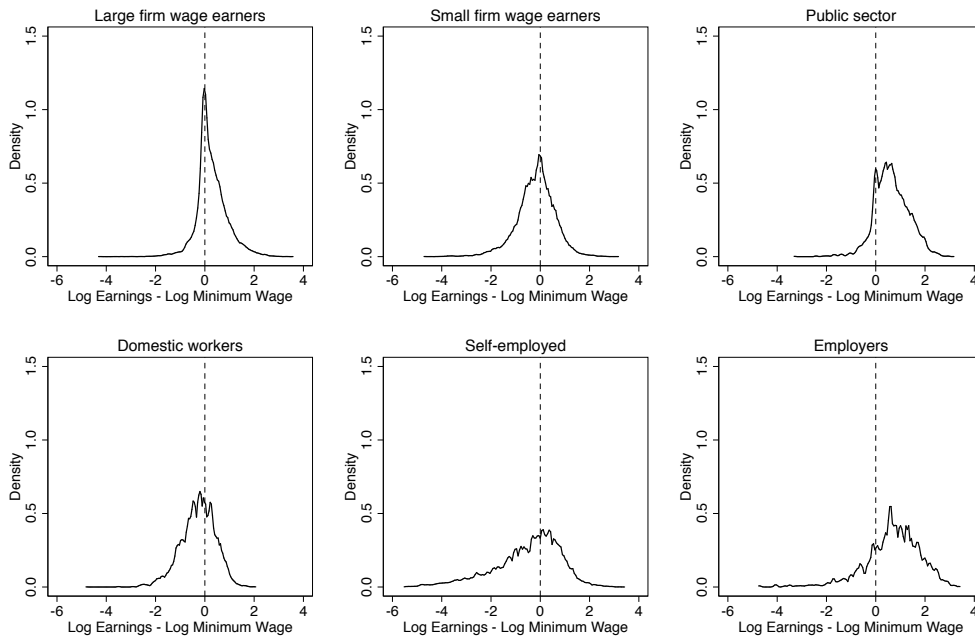 Large firm wage earners
Small firm wage earners
Public sector
1.5
1.0
0.5
0.0
Density
-6 -4 -2 0 2 4
Log Earnings - Log Minimum Wage
1.5
1.0
0.5
0.0
Density
-6 -4 -2 0 2 4
Log Earnings - Log Minimum Wage
1.5
1.0
0.5
0.0
Density
-6 -4 -2 0 2 4
Log Earnings - Log Minimum Wage
Domestic workers
Self-employed
Employers
1.5
1.0
0.5
0.0
Density
-6 -4 -2 0 2 4
Log Earnings - Log Minimum Wage
1.5
1.0
0.5
0.0
Density
-6 -4 -2 0 2 4
Log Earnings - Log Minimum Wage
1.5
1.0
0.5
0.0
Density
-6 -4 -2 0 2 4
Log Earnings - Log Minimum Wage